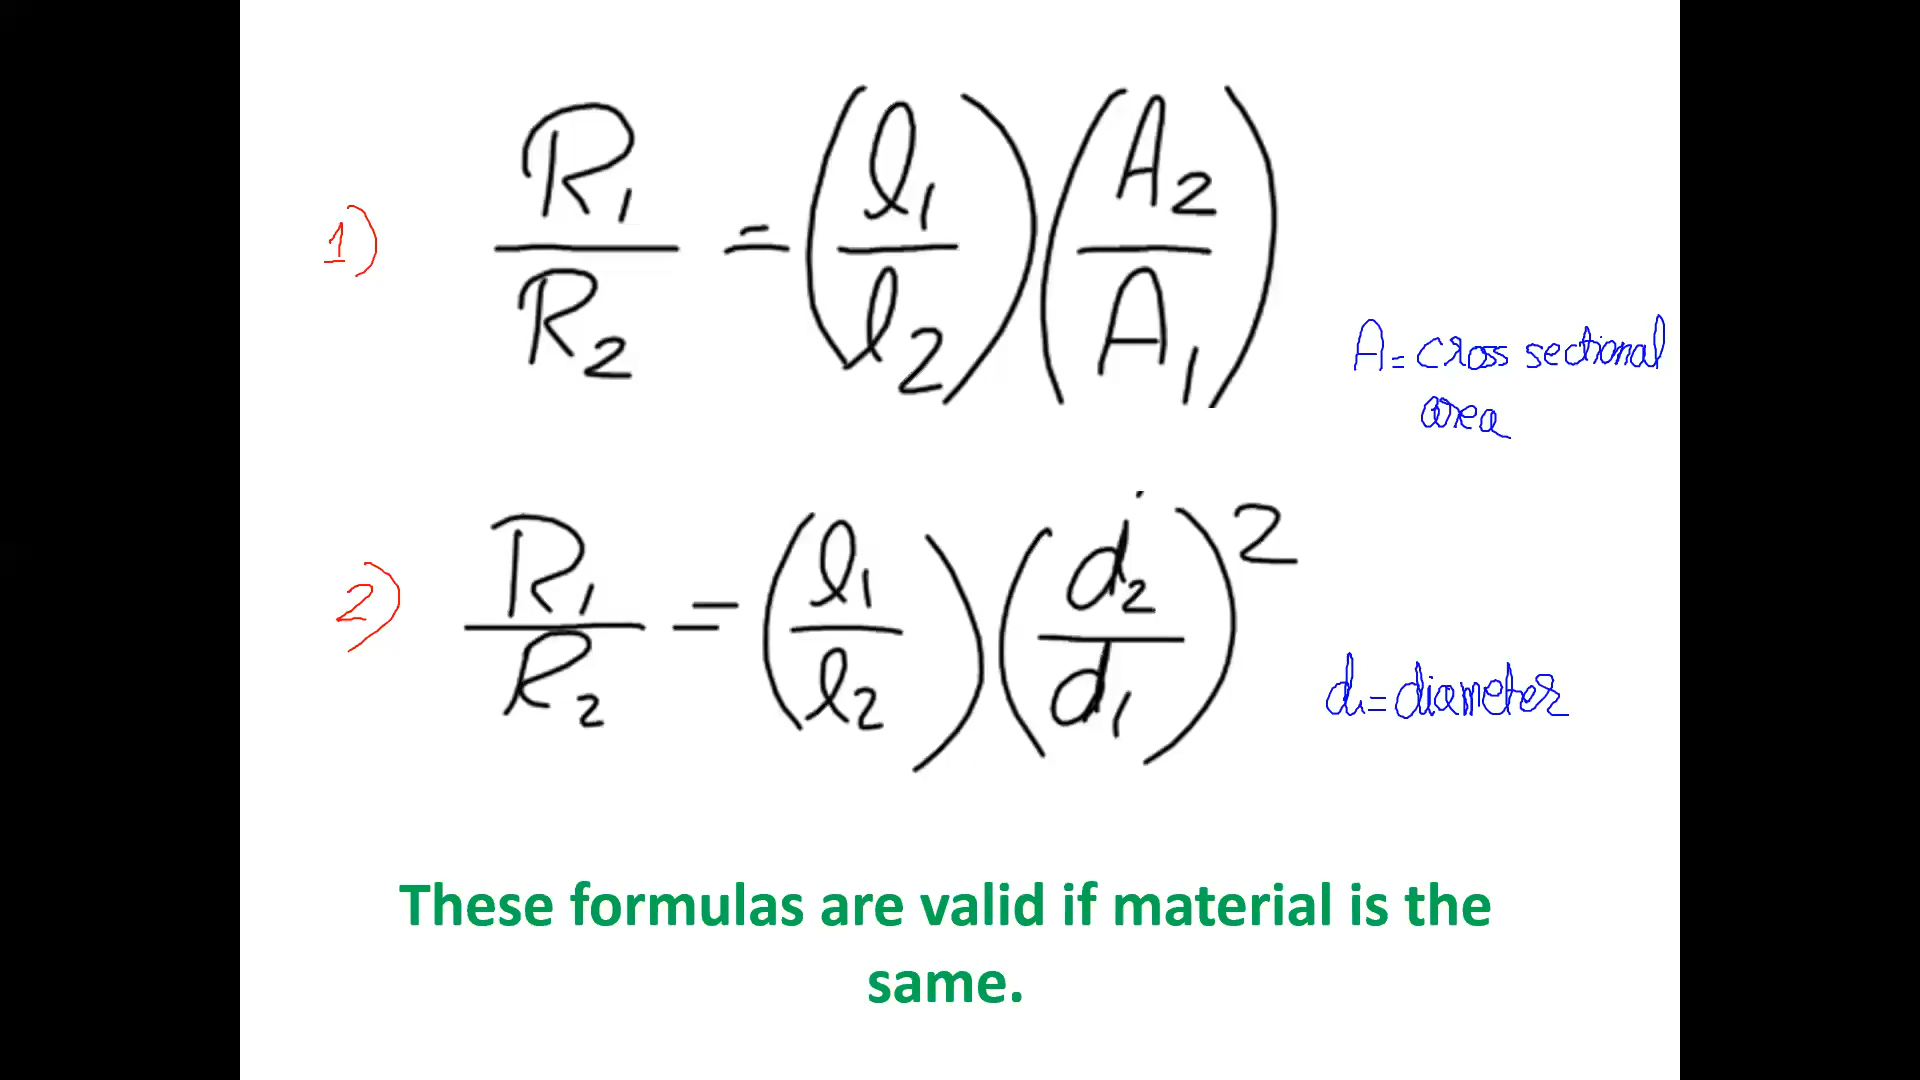 1) R₁/R₂ = (l₁/l₂)(A₂/A₁)
A = cross sectional
area
2) R₁/R₂ = (l₁/l₂)(d₂/d₁)²
d = diameter
These formulas are valid if material is the
same.